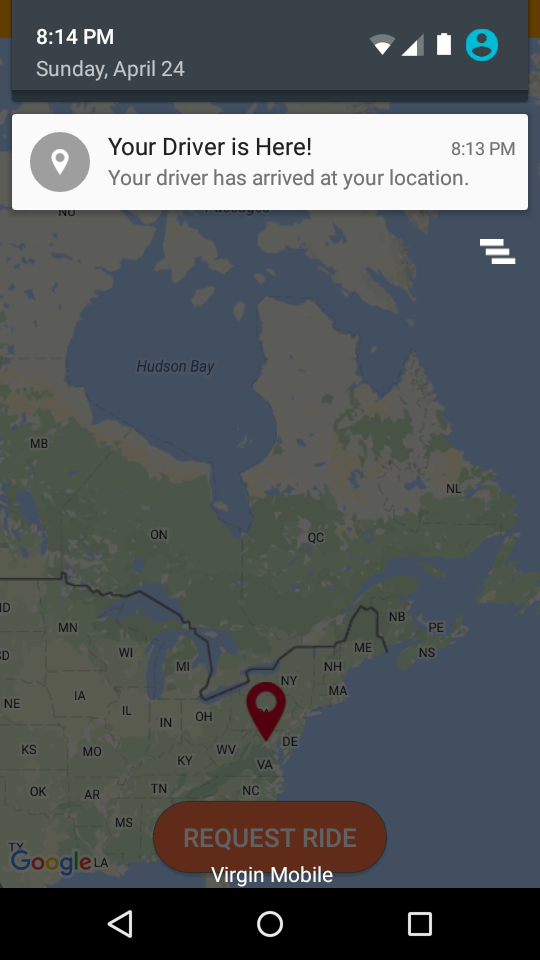 8:14 PM
Sunday, April 24
Your Driver is Here!
8:13 PM
Your driver has arrived at your location.
NU
Passages
Hudson Bay
MB
NL
ON
QC
NB
PE
MN
ME
NS
WI
MI
NH
NY
MA
IA
NE
IL
OH
IN
DE
WV
KS
MO
KY
VA
OK
AR
TN
NC
MS
REQUEST RIDE
TX
Google
LA
Virgin Mobile